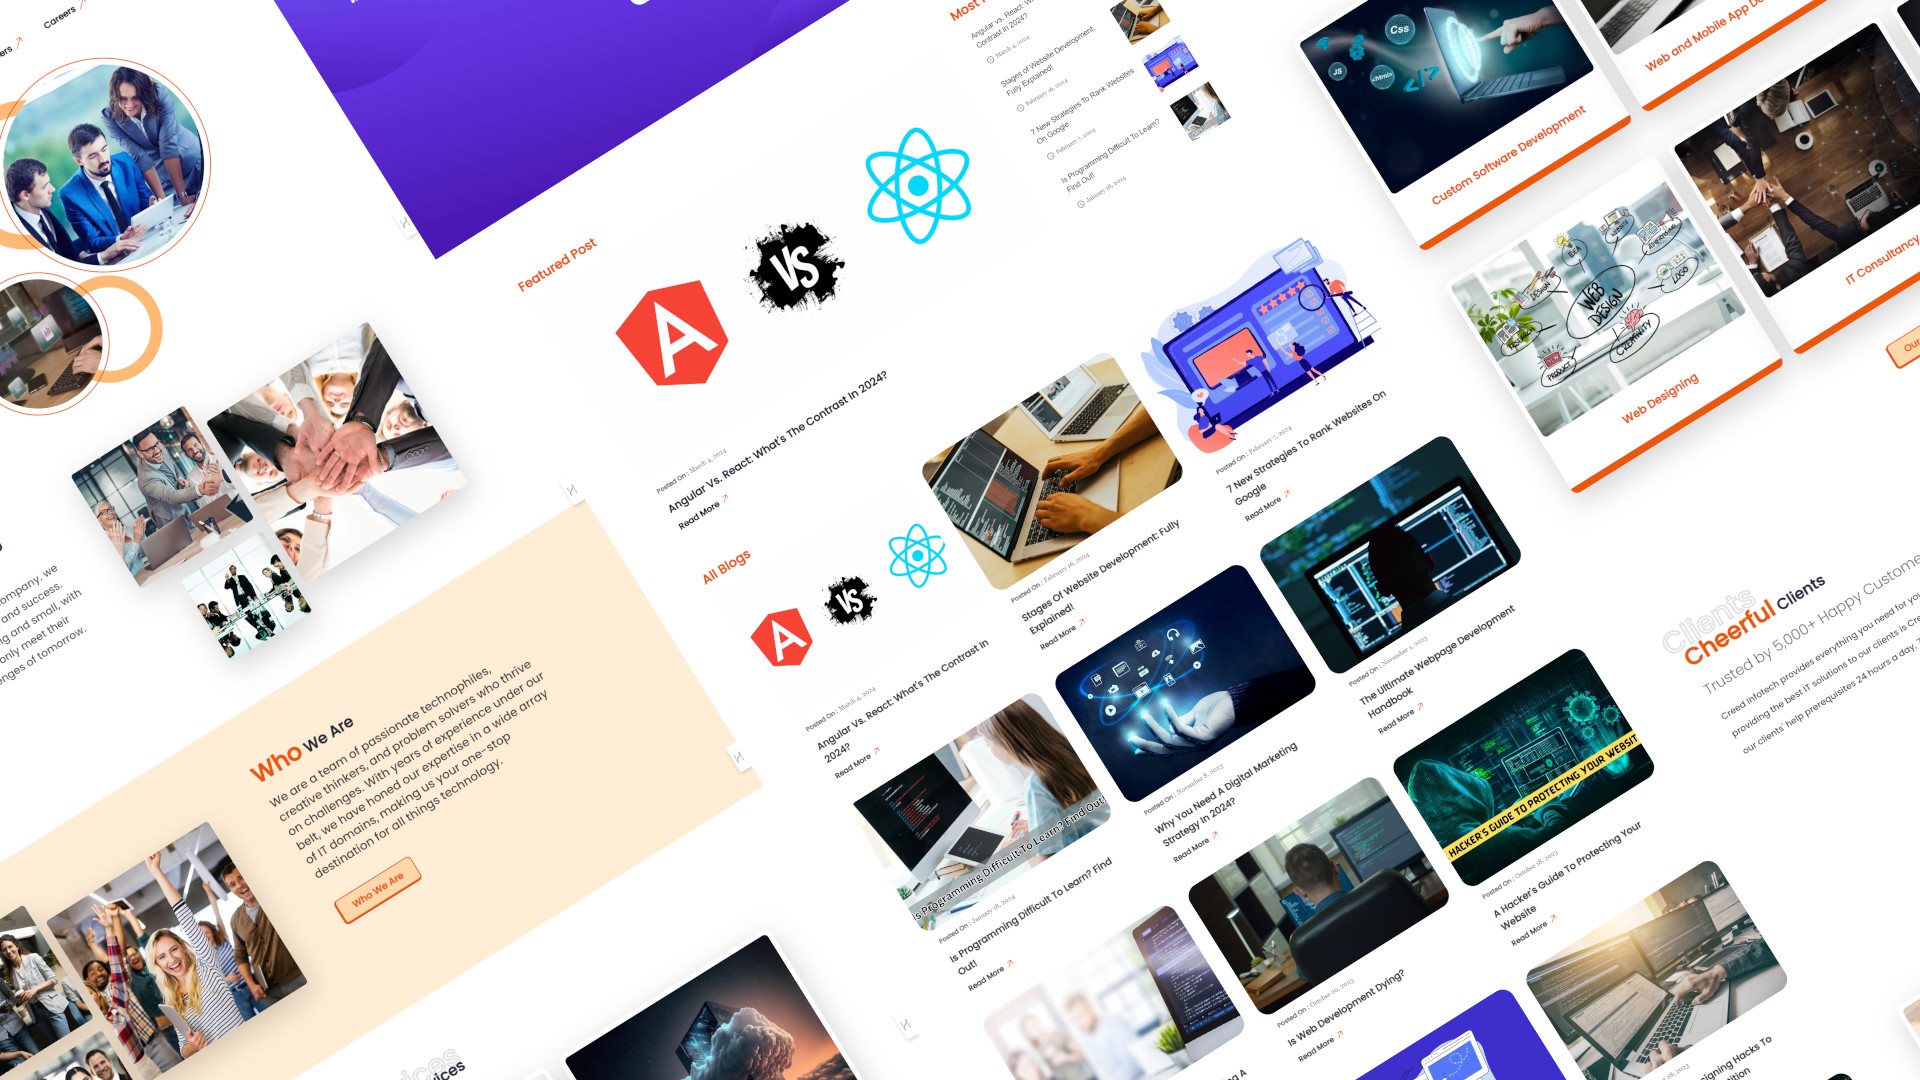 Careers
Featured Post
VS
Posted On : March 4, 2024
Angular Vs. React: What's The Contrast In 2024?
Read More
Most
Angular vs. React:
Contrast In 2024?
March 4, 2024
Stages of Website Development:
Fully Explained!
February 16, 2024
7 New Strategies To Rank Websites
On Google
February 7, 2024
Is Programming Difficult To Learn?
Find Out!
January 18, 2024
Css
JS
<html>
</>
Custom Software Development
Web and Mobile App
WEB
DESIGN
IDEA
DESIGN
LOGO
CREATIVITY
PRODUCT
Web Designing
IT Consultancy
Our
company, we
and success.
and small, with
only meet their
of tomorrow.
Who We Are
We are a team of passionate technophiles,
creative thinkers, and problem solvers who thrive
on challenges. With years of experience under our
belt, we have honed our expertise in a wide array
of IT domains, making us your one-stop
destination for all things technology.
Who We Are
All Blogs
VS
Posted On : March 4, 2024
Angular Vs. React: What's The Contrast In
2024?
Read More
Posted On : February 16, 2024
Stages Of Website Development: Fully
Explained!
Read More
Posted On : February 7, 2024
7 New Strategies To Rank Websites On
Google
Read More
Is Programming Difficult To Learn? Find Out!
Posted On : January 18, 2024
Is Programming Difficult To Learn? Find
Out!
Read More
Posted On : November 8, 2023
Why You Need A Digital Marketing
Strategy In 2024?
Read More
Posted On : November 1, 2023
The Ultimate Webpage Development
Handbook
Read More
Posted On : October 20, 2023
Is Web Development Dying?
Read More
HACKER'S GUIDE TO PROTECTING YOUR WEBSIT
Posted On : October 18, 2023
A Hacker's Guide To Protecting Your
Website
Read More
Hacks To
Clients
Cheerful Clients
Trusted by 5,000+ Happy Custome
Creed Infotech provides everything you need for
providing the best IT solutions to our clients is
our clients' help prerequisites 24 hours a day,